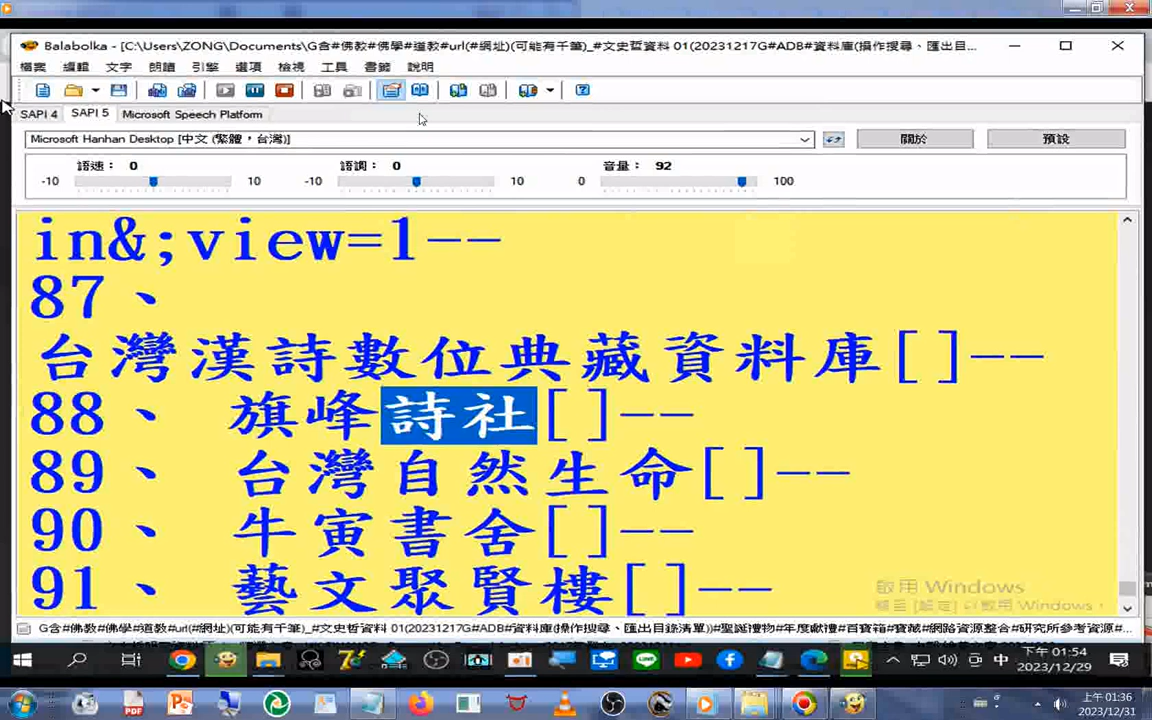 Balabolka - [C:\Users\ZONG\Documents\G含#佛教#佛學#道教#url(#網址)(可能有千筆)_#文史哲資料 01(20231217G#ADB#資料庫(操作搜尋、匯出目...
檔案 編輯 文字 朗讀 引擎 選項 檢視 工具 書籤 說明
SAPI 4 SAPI 5 Microsoft Speech Platform
Microsoft Hanhan Desktop [中文 (繁體，台灣)] 關於 預設
語速： 0 語調： 0 音量： 92
-10 10 -10 10 0 100
in&;view=1--
87、
台灣漢詩數位典藏資料庫[]--
88、 旗峰詩社[]--
89、 台灣自然生命[]--
90、 牛寅書舍[]--
91、 藝文聚賢樓[]--
啟用 Windows
G含#佛教#佛學#道教#url(#網址)(可能有千筆)_#文史哲資料 01(20231217G#ADB#資料庫(操作搜尋、匯出目錄清單))#聖誕禮物#年度獻禮#百寶箱#寶藏#網路資源整合#研究所參考資源#...
中 下午 01:54
2023/12/29
上午 01:36
2023/12/31